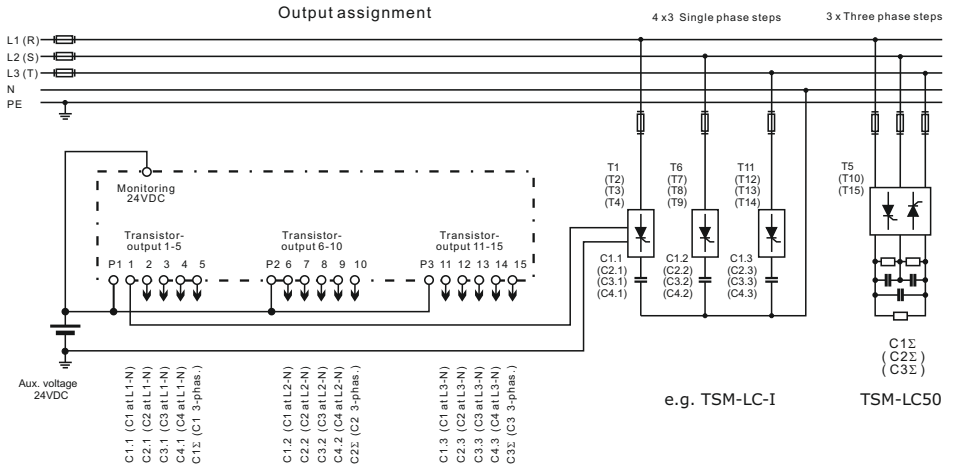 Output assignment
4 x3 Single phase steps
3 x Three phase steps
L1 (R)
L2 (S)
L3 (T)
N
PE
Monitoring
24VDC
Transistor-
output 1-5
Transistor-
output 6-10
Transistor-
output 11-15
P1 1 2 3 4 5
P2 6 7 8 9 10
P3 11 12 13 14 15
T1
(T2)
(T3)
(T4)
T6
(T7)
(T8)
(T9)
T11
(T12)
(T13)
(T14)
T5
(T10)
(T15)
C1.1
(C2.1)
(C3.1)
(C4.1)
C1.2
(C2.2)
(C3.2)
(C4.2)
C1.3
(C2.3)
(C3.3)
(C4.3)
C1Σ
( C2Σ )
( C3Σ )
Aux. voltage
24VDC
C1.1 (C1 at L1-N)
C2.1 (C2 at L1-N)
C3.1 (C3 at L1-N)
C4.1 (C4 at L1-N)
C1Σ (C1 3-phas.)
C1.2 (C1 at L2-N)
C2.2 (C2 at L2-N)
C3.2 (C3 at L2-N)
C4.2 (C4 at L2-N)
C2Σ (C2 3-phas.)
C1.3 (C1 at L3-N)
C2.3 (C2 at L3-N)
C3.3 (C3 at L3-N)
C4.3 (C4 at L3-N)
C3Σ (C3 3-phas.)
e.g. TSM-LC-I
TSM-LC50